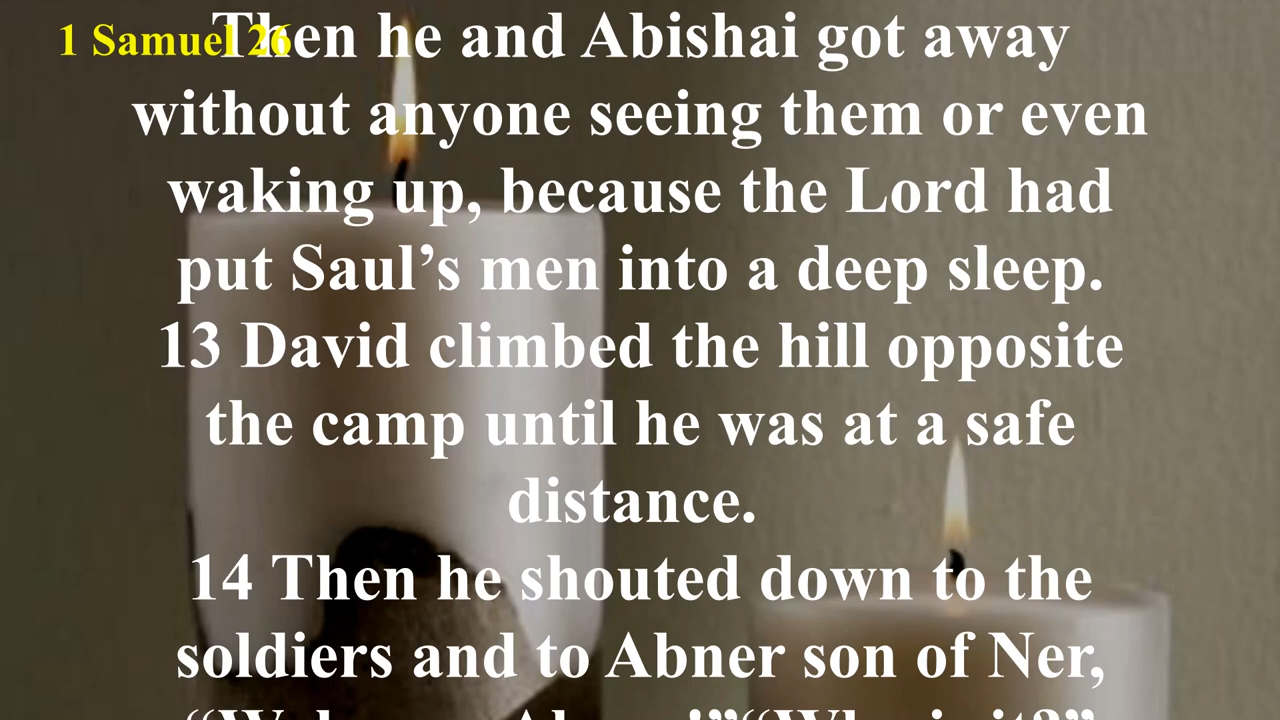 1 Samuel 26
Then he and Abishai got away
without anyone seeing them or even
waking up, because the Lord had
put Saul’s men into a deep sleep.
13 David climbed the hill opposite
the camp until he was at a safe
distance.
14 Then he shouted down to the
soldiers and to Abner son of Ner,